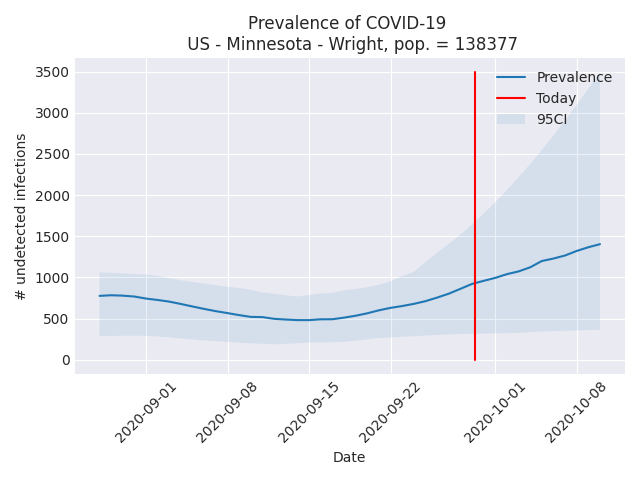 Prevalence of COVID-19
US - Minnesota - Wright, pop. = 138377
3500
3000
2500
2000
1500
1000
500
0
# undetected infections
Prevalence
Today
95CI
2020-09-01
2020-09-08
2020-09-15
2020-09-22
2020-10-01
2020-10-08
Date